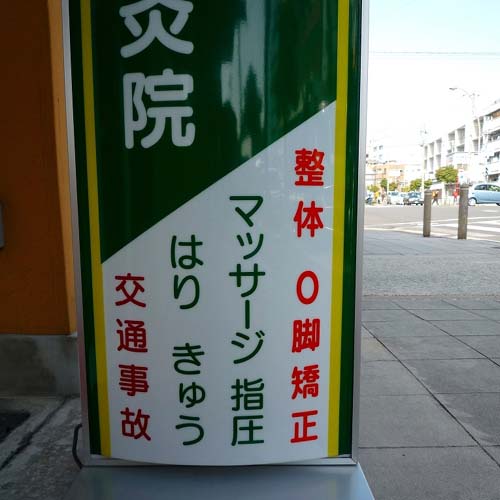 灸院
整体 O脚矯正
マッサージ 指圧
はり きゅう
交通事故